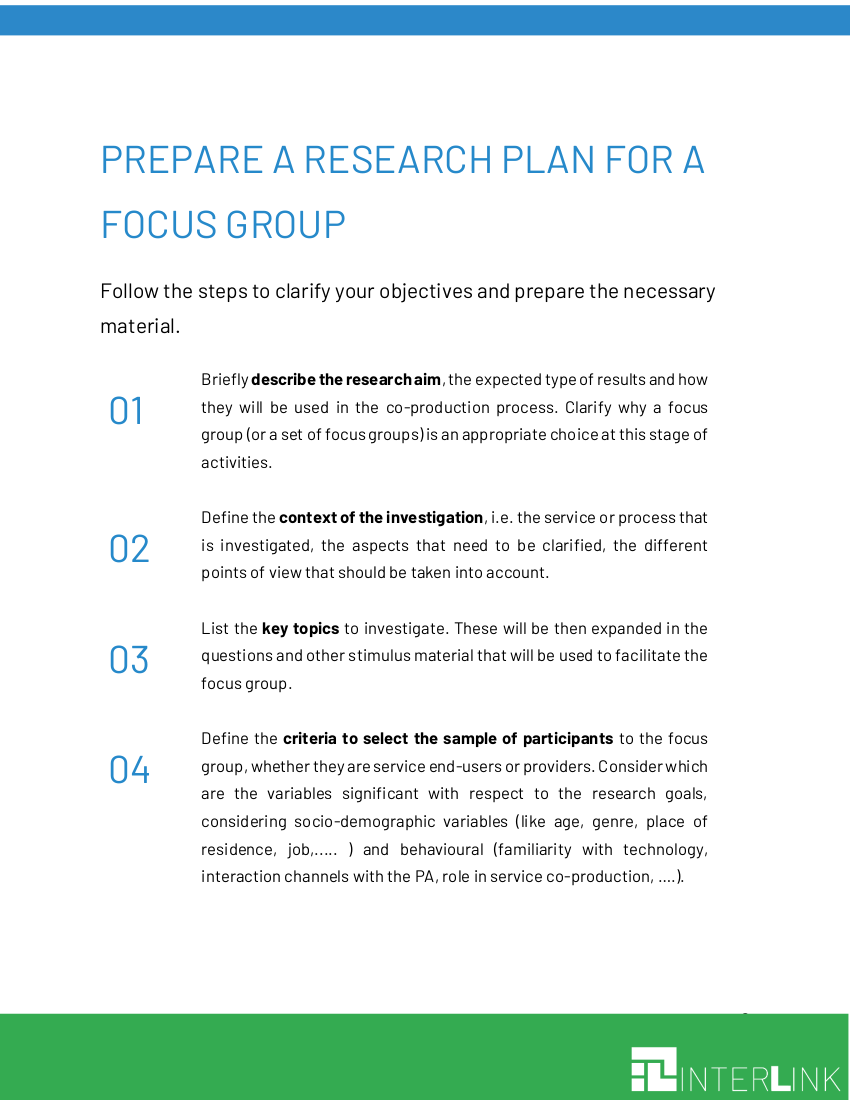 PREPARE A RESEARCH PLAN FOR A
FOCUS GROUP
Follow the steps to clarify your objectives and prepare the necessary
material.
01
Briefly describe the research aim, the expected type of results and how
they will be used in the co-production process. Clarify why a focus
group (or a set of focus groups) is an appropriate choice at this stage of
activities.
02
Define the context of the investigation, i.e. the service or process that
is investigated, the aspects that need to be clarified, the different
points of view that should be taken into account.
03
List the key topics to investigate. These will be then expanded in the
questions and other stimulus material that will be used to facilitate the
focus group.
04
Define the criteria to select the sample of participants to the focus
group, whether they are service end-users or providers. Consider which
are the variables significant with respect to the research goals,
considering socio-demographic variables (like age, genre, place of
residence, job,..... ) and behavioural (familiarity with technology,
interaction channels with the PA, role in service co-production, ....).
INTERLINK